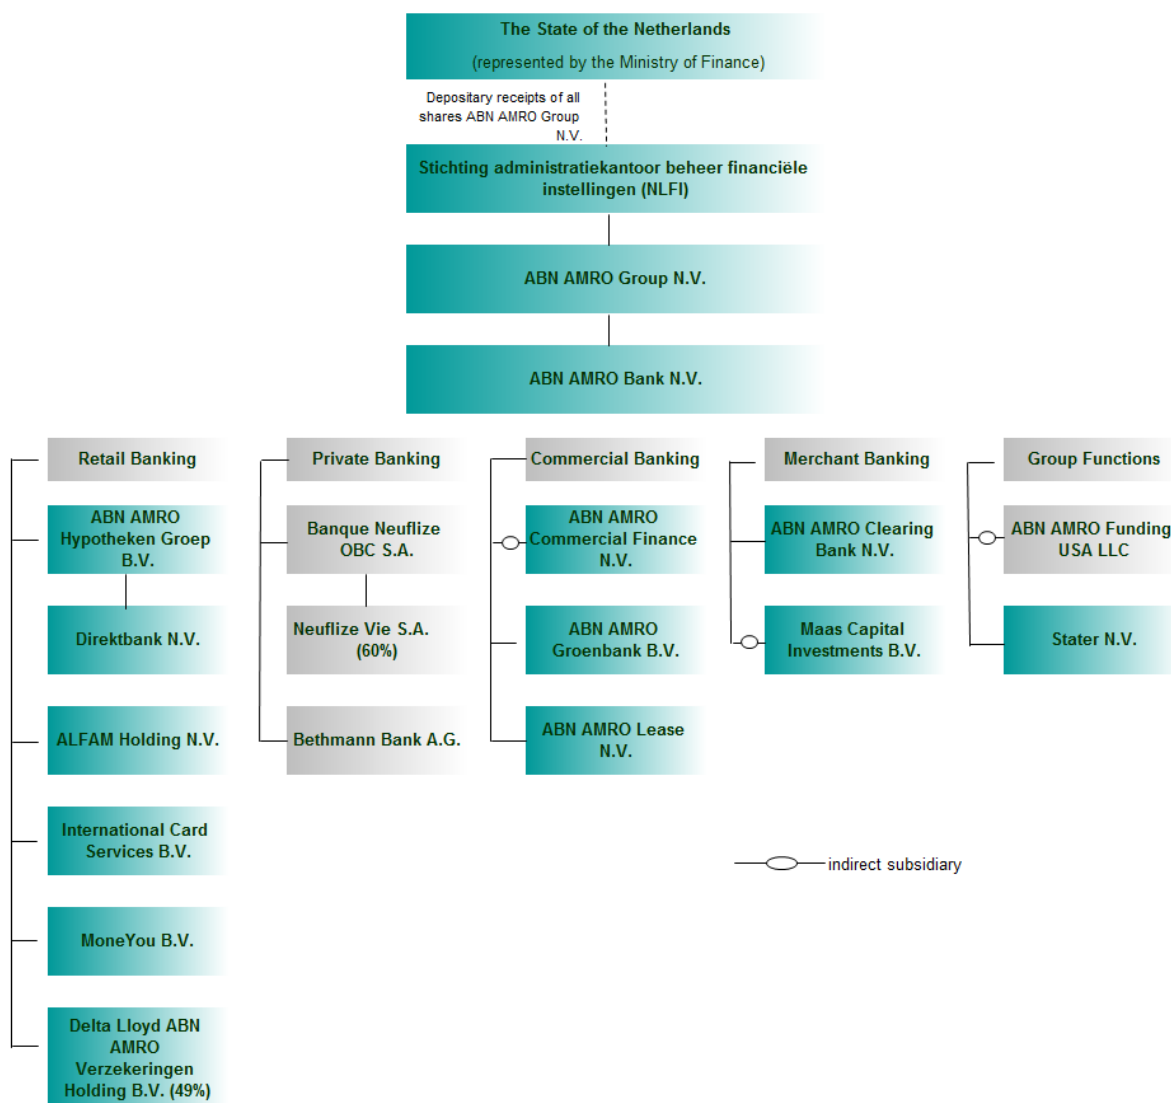 The State of the Netherlands
(represented by the Ministry of Finance)
Depositary receipts of all
shares ABN AMRO Group
N.V.
Stichting administratiekantoor beheer financiële
instellingen (NLFI)
ABN AMRO Group N.V.
ABN AMRO Bank N.V.
Retail Banking
ABN AMRO
Hypotheken Groep
B.V.
Direktbank N.V.
ALFAM Holding N.V.
International Card
Services B.V.
MoneYou B.V.
Delta Lloyd ABN
AMRO
Verzekeringen
Holding B.V. (49%)
Private Banking
Banque Neuflize
OBC S.A.
Neuflize Vie S.A.
(60%)
Bethmann Bank A.G.
Commercial Banking
ABN AMRO
Commercial Finance
N.V.
ABN AMRO
Groenbank B.V.
ABN AMRO Lease
N.V.
Merchant Banking
ABN AMRO Clearing
Bank N.V.
Maas Capital
Investments B.V.
Group Functions
ABN AMRO Funding
USA LLC
Stater N.V.
indirect subsidiary